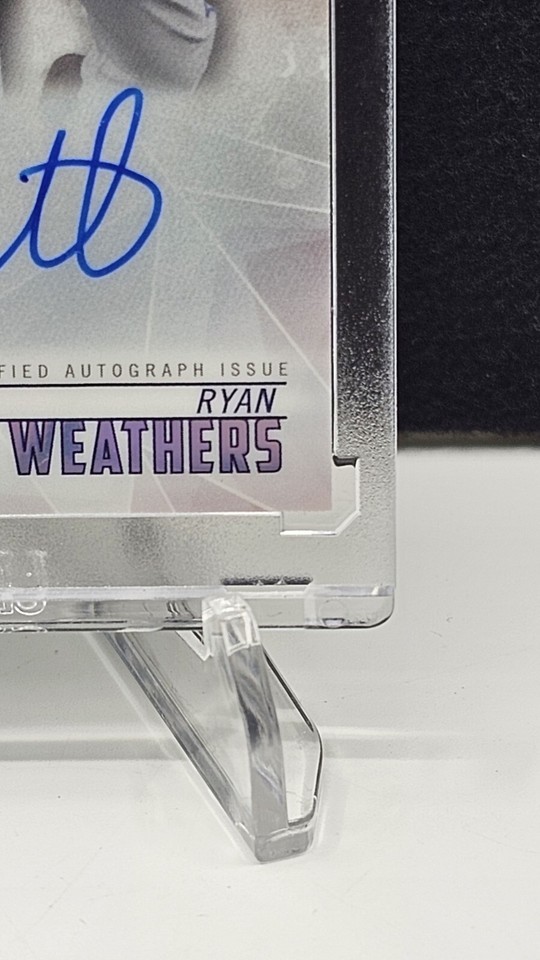 FIED AUTOGRAPH ISSUE
RYAN
WEATHERS